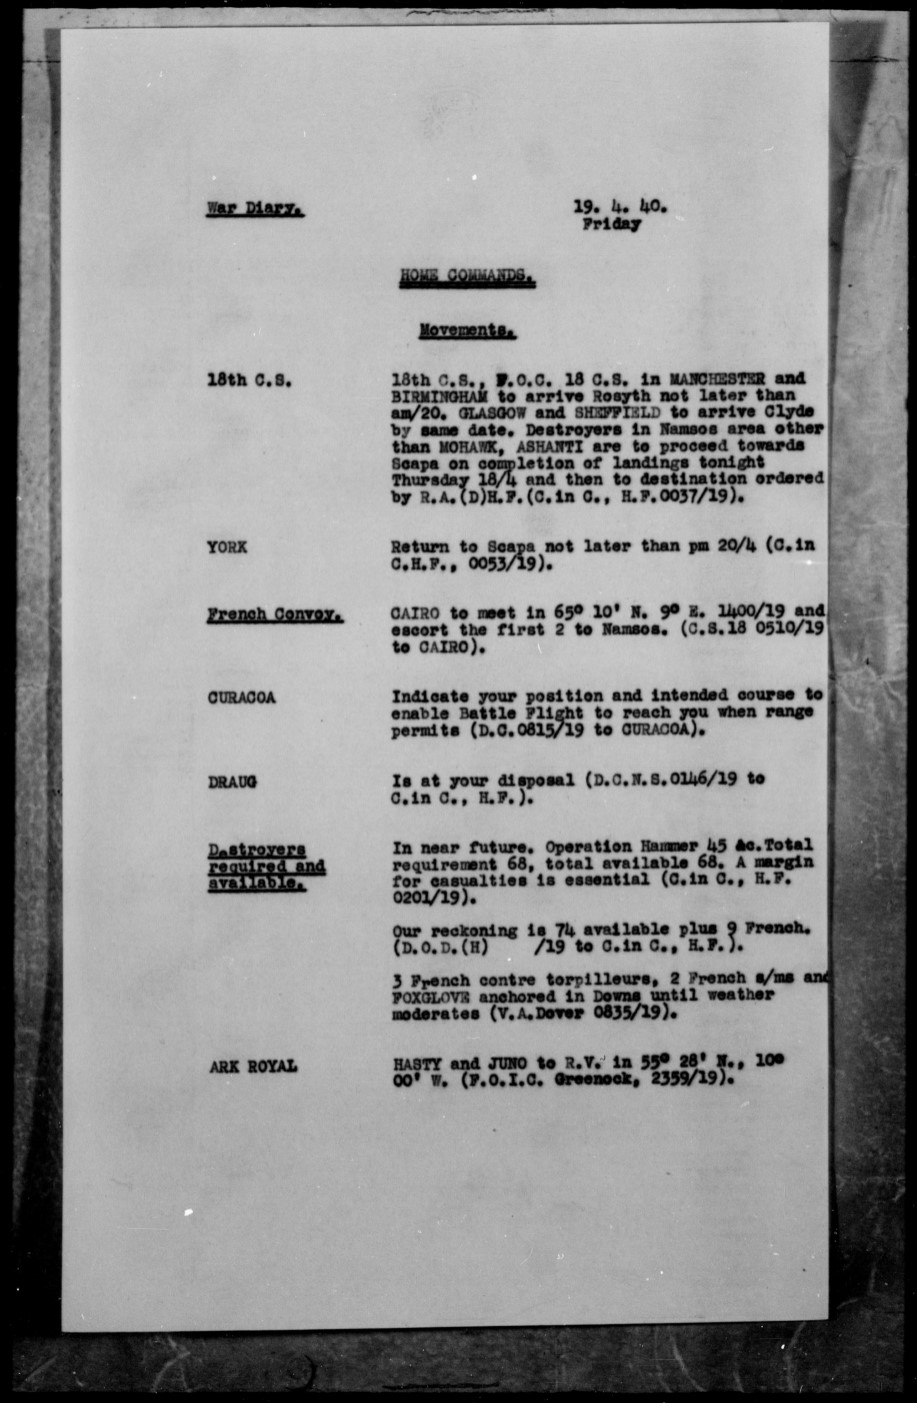 War Diary.
19. 4. 40.
Friday
HOME COMMANDS.
Movements.
18th C.S.
18th C.S., F.O.C. 18 C.S. in MANCHESTER and
BIRMINGHAM to arrive Rosyth not later than
am/20. GLASGOW and SHEFFIELD to arrive Clyde
by same date. Destroyers in Namsos area other
than MOHAWK, ASHANTI are to proceed towards
Scapa on completion of landings tonight
Thursday 18/4 and then to destination ordered
by R.A.(D)H.F.(C.in C., H.F.0037/19).
YORK
Return to Scapa not later than pm 20/4 (C.in
C.H.F., 0053/19).
French Convoy.
CAIRO to meet in 65° 10' N. 9° E. 1400/19 and
escort the first 2 to Namsos. (C.S.18 0510/19
to CAIRO).
CURACOA
Indicate your position and intended course to
enable Battle Flight to reach you when range
permits (D.C.0815/19 to CURACOA).
DRAUG
Is at your disposal (D.C.N.S.0146/19 to
C.in C., H.F.).
Destroyers
required and
available.
In near future. Operation Hammer 45 &c.Total
requirement 68, total available 68. A margin
for casualties is essential (C.in C., H.F.
0201/19).
Our reckoning is 74 available plus 9 French.
(D.O.D.(H) /19 to C.in C., H.F.).
3 French contre torpilleurs, 2 French s/ms and
FOXGLOVE anchored in Downs until weather
moderates (V.A.Dover 0835/19).
ARK ROYAL
HASTY and JUNO to R.V. in 55° 28' N., 10°
00' W. (F.O.I.C. Greenock, 2359/19).